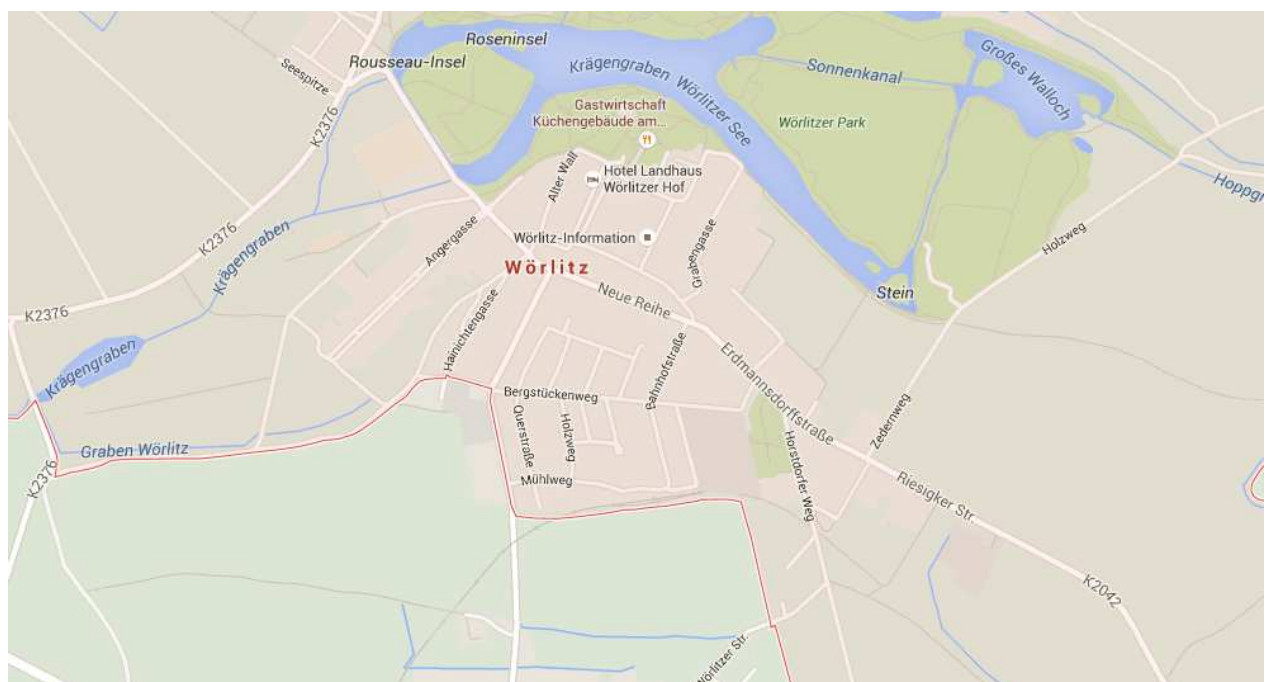 Roseninsel
Rousseau-Insel
Seespitze
K2376
Krägengraben
Wörlitzer See
Sonnenkanal
Großes Walloch
Gastwirtschaft
Küchengebäude am...
Wörlitzer Park
Alter Wall
Hotel Landhaus
Wörlitzer Hof
Hoppgr
Holzweg
Angergasse
Wörlitz-Information
Grabengasse
K2376
Krägengraben
Wörlitz
Neue Reihe
Stein
K2376
Hainichtengasse
Krägengraben
Bahnhofstraße
Erdmannsdorffstraße
Bergstückenweg
Zedernweg
Querstraße
Holzweg
Graben Wörlitz
Horstdorfer Weg
K2376
Mühlweg
Riesigker Str.
K2042
Wörlitzer Str.